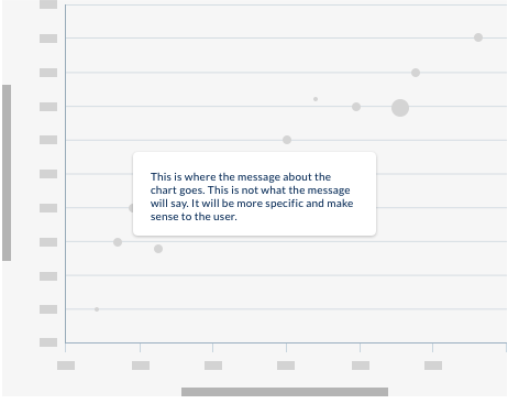 This is where the message about the
chart goes. This is not what the message
will say. It will be more specific and make
sense to the user.